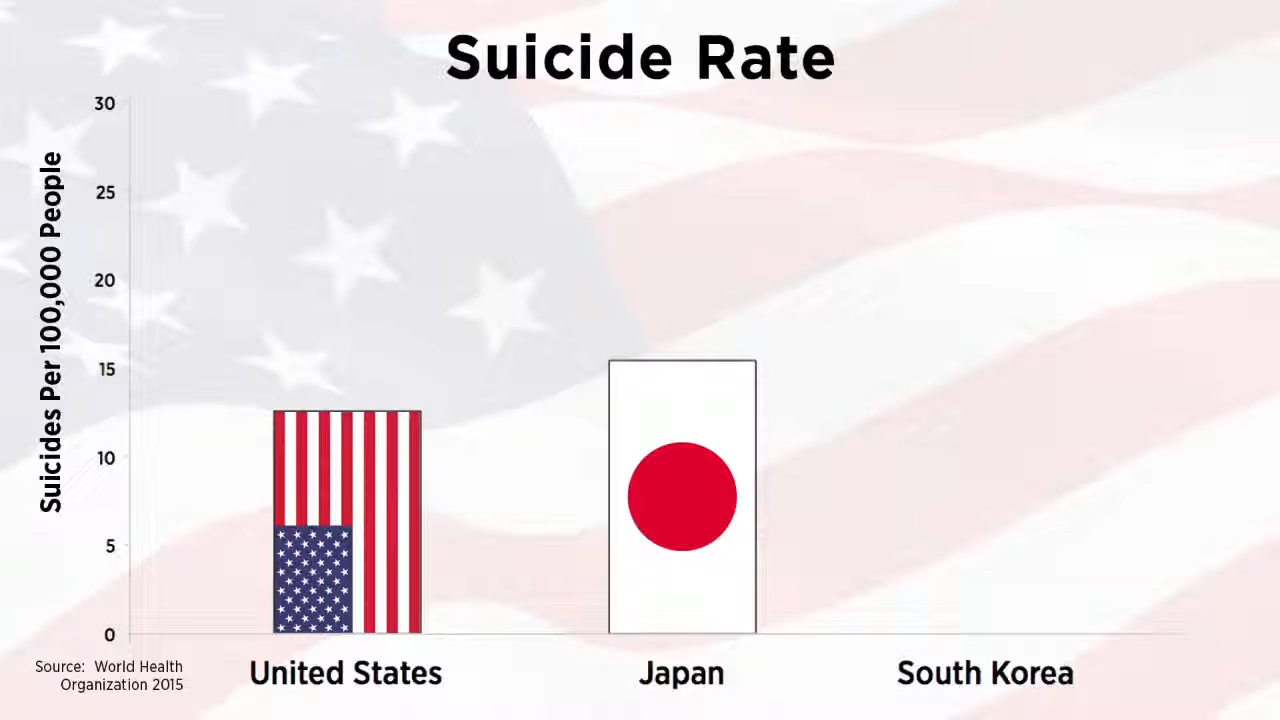 Suicide Rate
Suicides Per 100,000 People
30
25
20
15
10
5
0
United States
Japan
South Korea
Source: World Health
Organization 2015